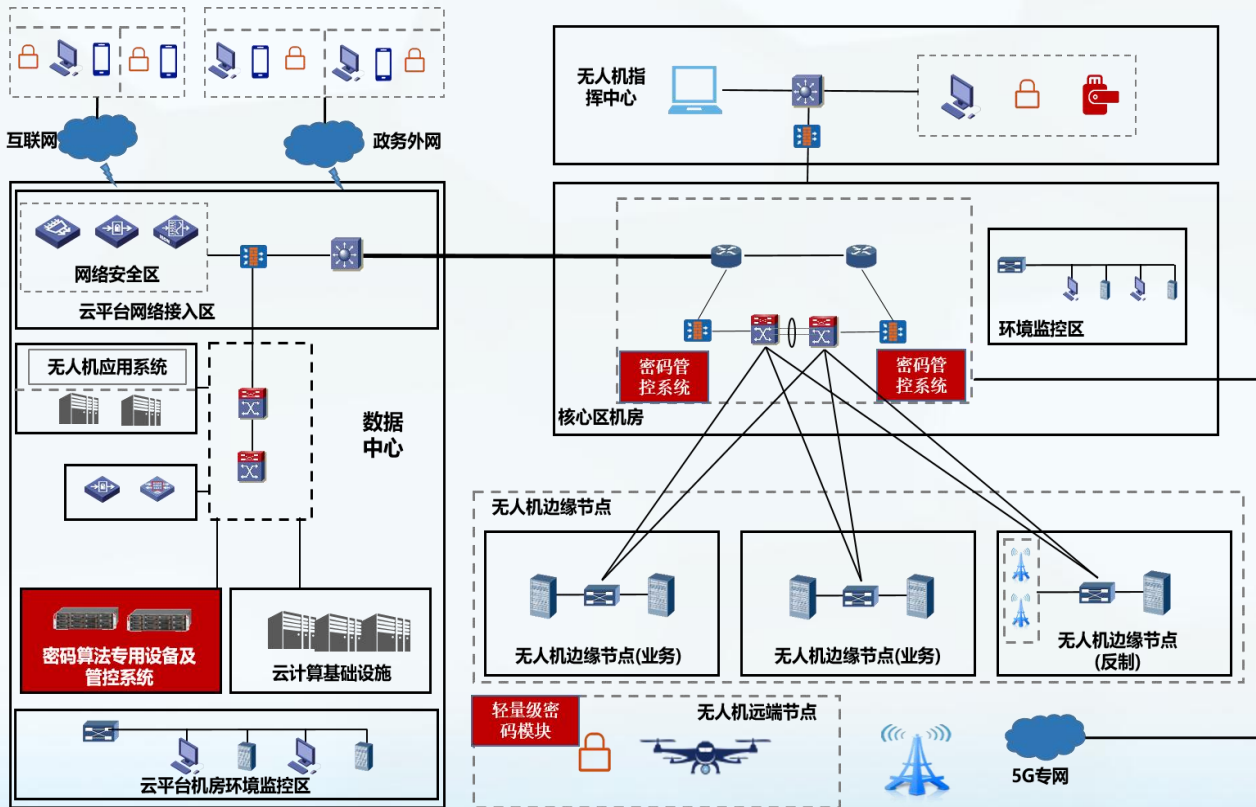 互联网
政务外网
网络安全区
云平台网络接入区
无人机应用系统
数据
中心
密码算法专用设备及
管控系统
云计算基础设施
云平台机房环境监控区
无人机指
挥中心
密码管
控系统
密码管
控系统
核心区机房
环境监控区
无人机边缘节点
无人机边缘节点(业务)
无人机边缘节点(业务)
无人机边缘节点
(反制)
轻量级密
码模块
无人机远端节点
5G专网